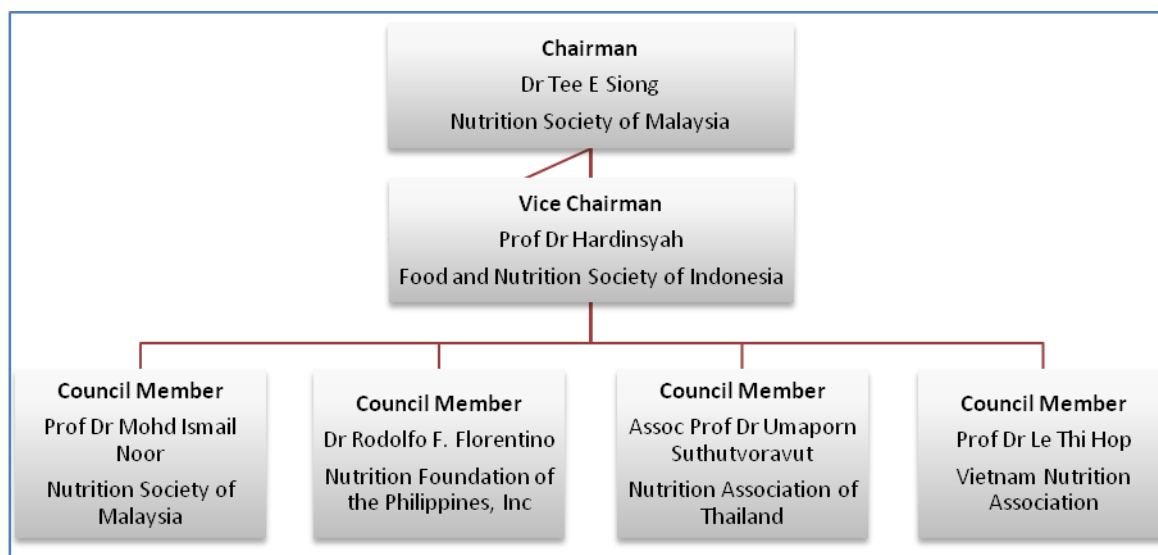 Chairman
Dr Tee E Siong
Nutrition Society of Malaysia
Vice Chairman
Prof Dr Hardinsyah
Food and Nutrition Society of Indonesia
Council Member
Prof Dr Mohd Ismail
Noor
Nutrition Society of
Malaysia
Council Member
Dr Rodolfo F. Florentino
Nutrition Foundation of
the Philippines, Inc
Council Member
Assoc Prof Dr Umaporn
Suthutvoravut
Nutrition Association of
Thailand
Council Member
Prof Dr Le Thi Hop
Vietnam Nutrition
Association